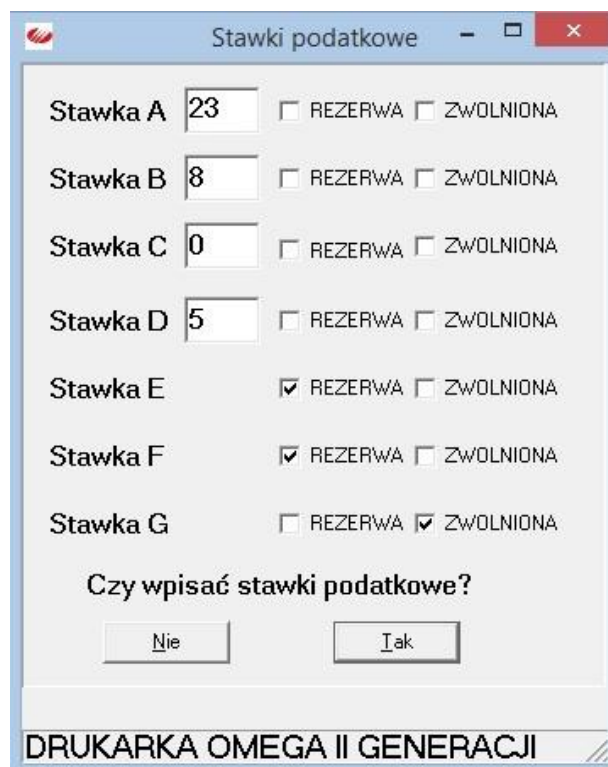 Stawki podatkowe
Stawka A 23 REZERWA ZWOLNIONA
Stawka B 8 REZERWA ZWOLNIONA
Stawka C 0 REZERWA ZWOLNIONA
Stawka D 5 REZERWA ZWOLNIONA
Stawka E REZERWA ZWOLNIONA
Stawka F REZERWA ZWOLNIONA
Stawka G REZERWA ZWOLNIONA
Czy wpisać stawki podatkowe?
Nie Tak
DRUKARKA OMEGA II GENERACJI